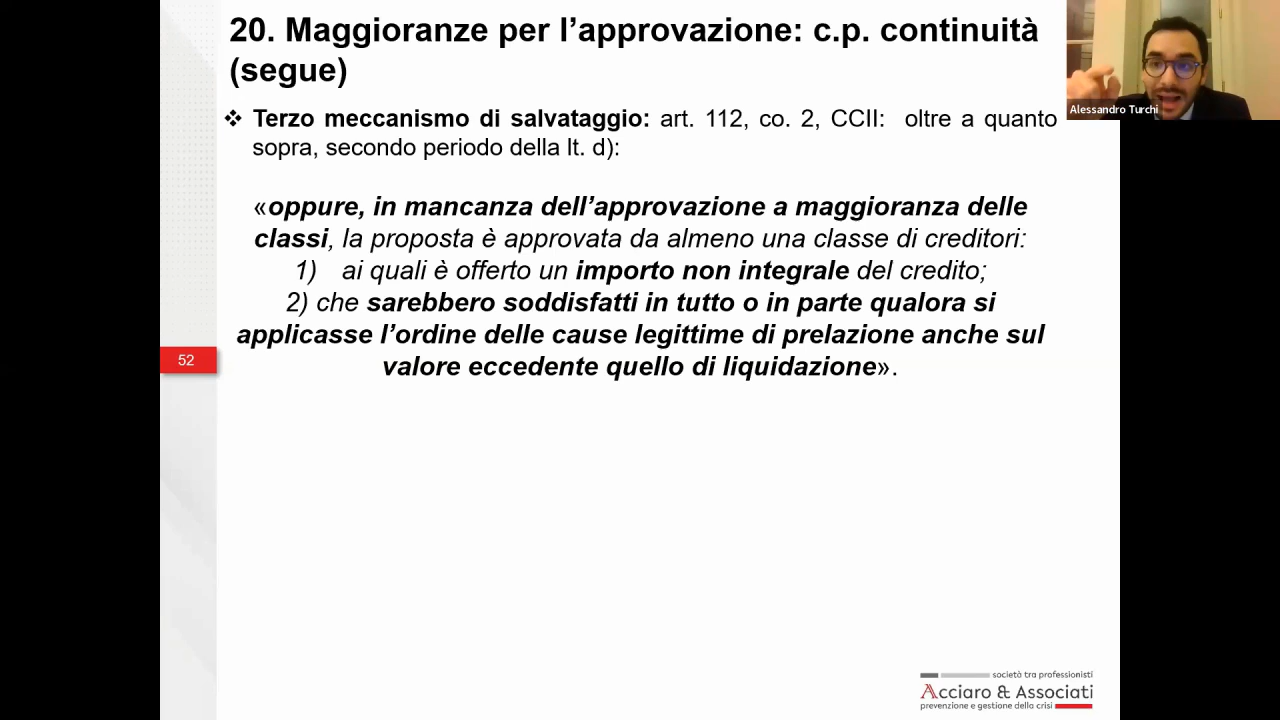 20. Maggioranze per l’approvazione: c.p. continuità
(segue)
Alessandro Turchi
❖ Terzo meccanismo di salvataggio: art. 112, co. 2, CCII: oltre a quanto
sopra, secondo periodo della lt. d):
«oppure, in mancanza dell’approvazione a maggioranza delle
classi, la proposta è approvata da almeno una classe di creditori:
1) ai quali è offerto un importo non integrale del credito;
2) che sarebbero soddisfatti in tutto o in parte qualora si
applicasse l’ordine delle cause legittime di prelazione anche sul
valore eccedente quello di liquidazione».
52
società tra professionisti
Acciaro & Associati
prevenzione e gestione della crisi